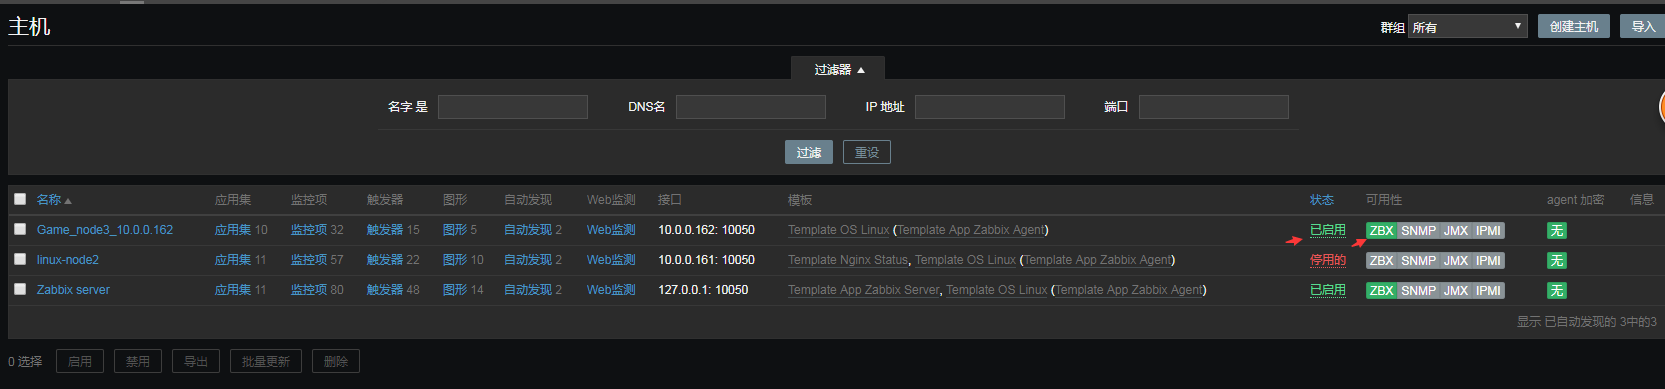 主机
群组 所有 创建主机 导入
过滤器
名字 是 DNS名 IP 地址 端口
过滤 重设
名称 应用集 监控项 触发器 图形 自动发现 Web监测 接口 模板 状态 可用性 agent 加密 信息
Game_node3_10.0.0.162 应用集 10 监控项 32 触发器 15 图形 5 自动发现 2 Web监测 10.0.0.162: 10050 Template OS Linux (Template App Zabbix Agent) 已启用 ZBX SNMP JMX IPMI 无
linux-node2 应用集 11 监控项 57 触发器 22 图形 10 自动发现 2 Web监测 10.0.0.161: 10050 Template Nginx Status, Template OS Linux (Template App Zabbix Agent) 停用的 ZBX SNMP JMX IPMI 无
Zabbix server 应用集 11 监控项 80 触发器 48 图形 14 自动发现 2 Web监测 127.0.0.1: 10050 Template App Zabbix Server, Template OS Linux (Template App Zabbix Agent) 已启用 ZBX SNMP JMX IPMI 无
显示 已自动发现的 3中的3
0 选择 启用 禁用 导出 批量更新 删除